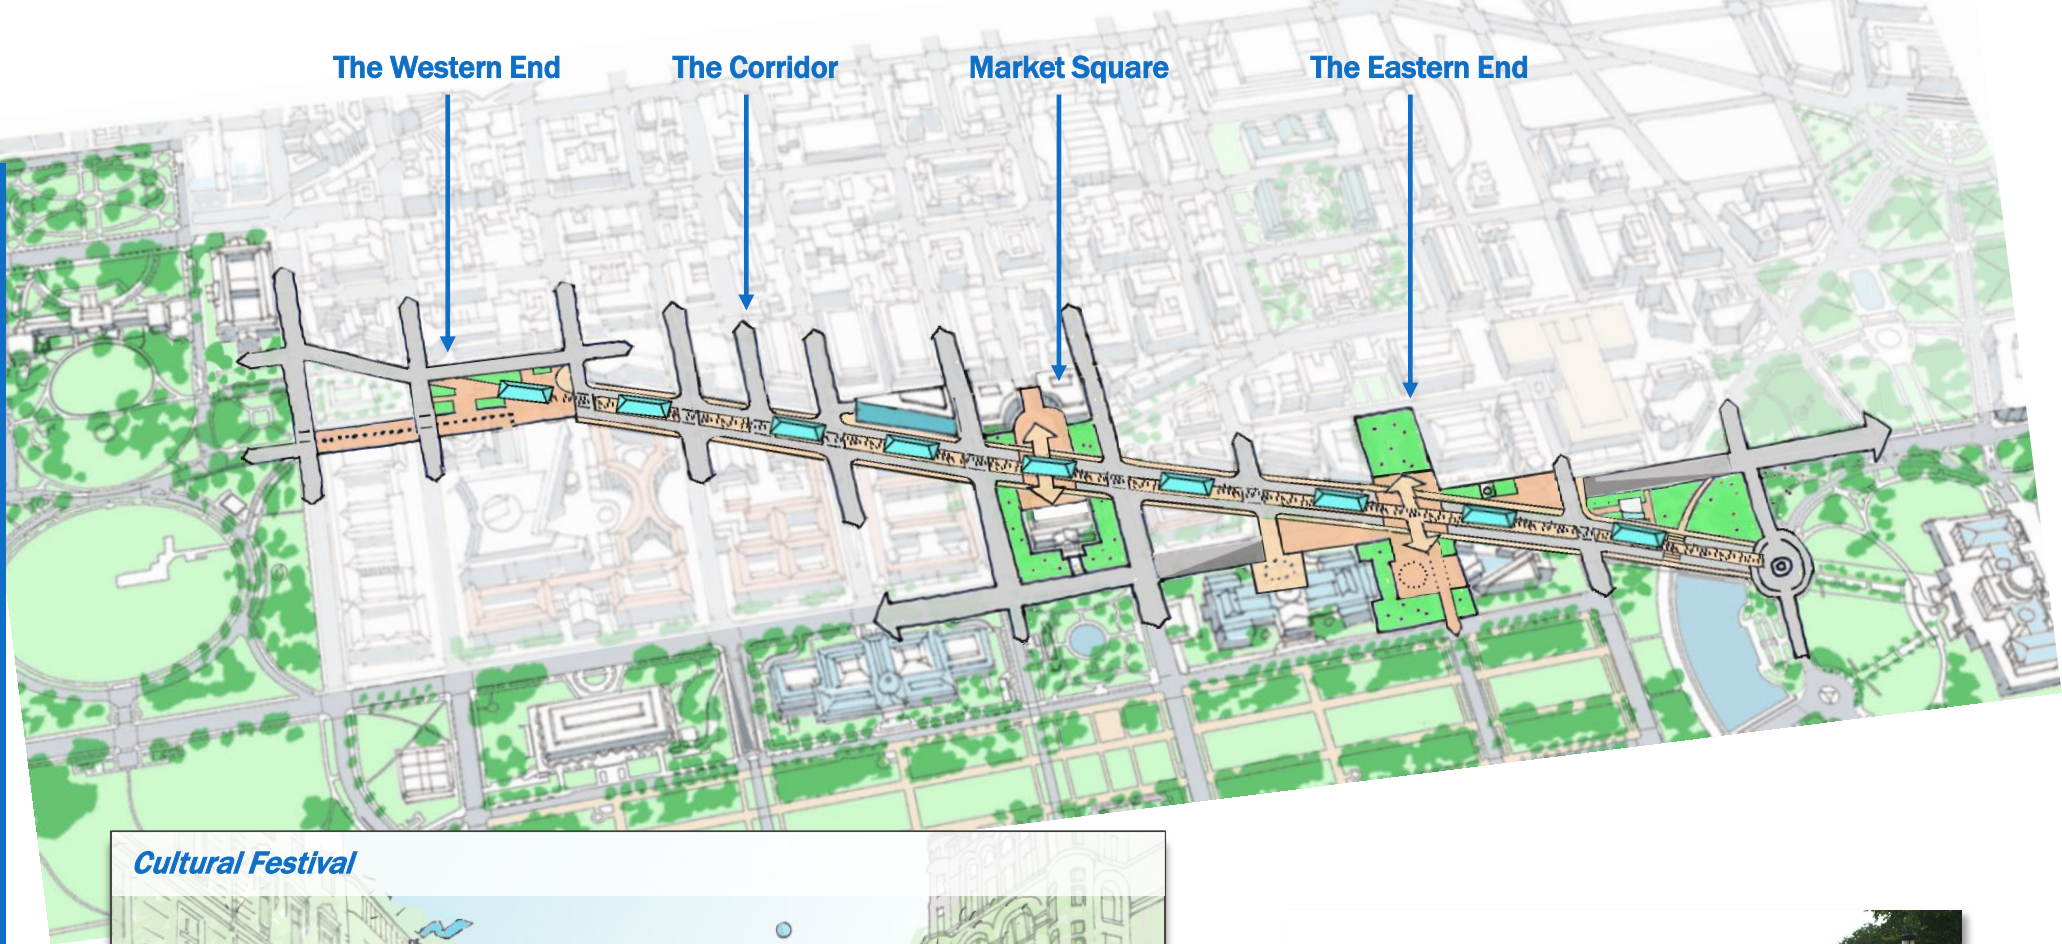 The Western End
The Corridor
Market Square
The Eastern End
Cultural Festival